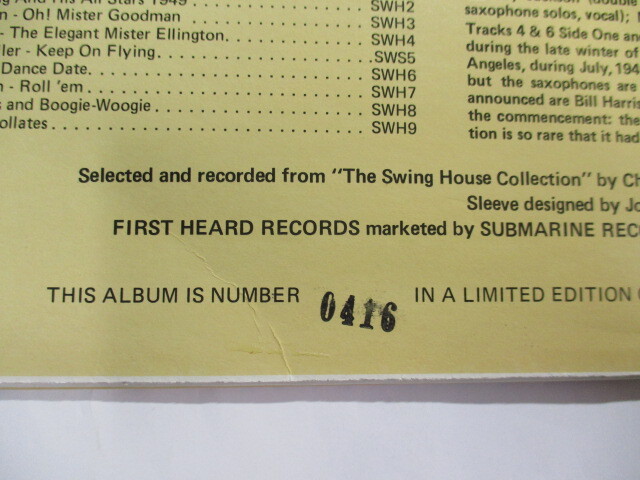 And His All Stars 1949 . . . . . . . . . . . . . . . SWH2
n - Oh! Mister Goodman . . . . . . . . . . . . . . . SWH3
- The Elegant Mister Ellington. . . . . . . . . . . . . . SWH4
ller - Keep On Flying. . . . . . . . . . . . . . . . . . . SWS5
Dance Date. . . . . . . . . . . . . . . . . . . . . . . . . SWH6
n - Roll 'em . . . . . . . . . . . . . . . . . . . . . . . . SWH7
s and Boogie-Woogie . . . . . . . . . . . . . . . . . . SWH8
ollates . . . . . . . . . . . . . . . . . . . . . . . . . . . . SWH9
saxophone solos, vocal);
Tracks 4 & 6 Side One and
during the late winter of
Angeles, during July, 194
but the saxophones are
announced are Bill Harris
the commencement: the
tion is so rare that it had
Selected and recorded from "The Swing House Collection" by Ch
Sleeve designed by Jo
FIRST HEARD RECORDS marketed by SUBMARINE REC
THIS ALBUM IS NUMBER 0416 IN A LIMITED EDITION